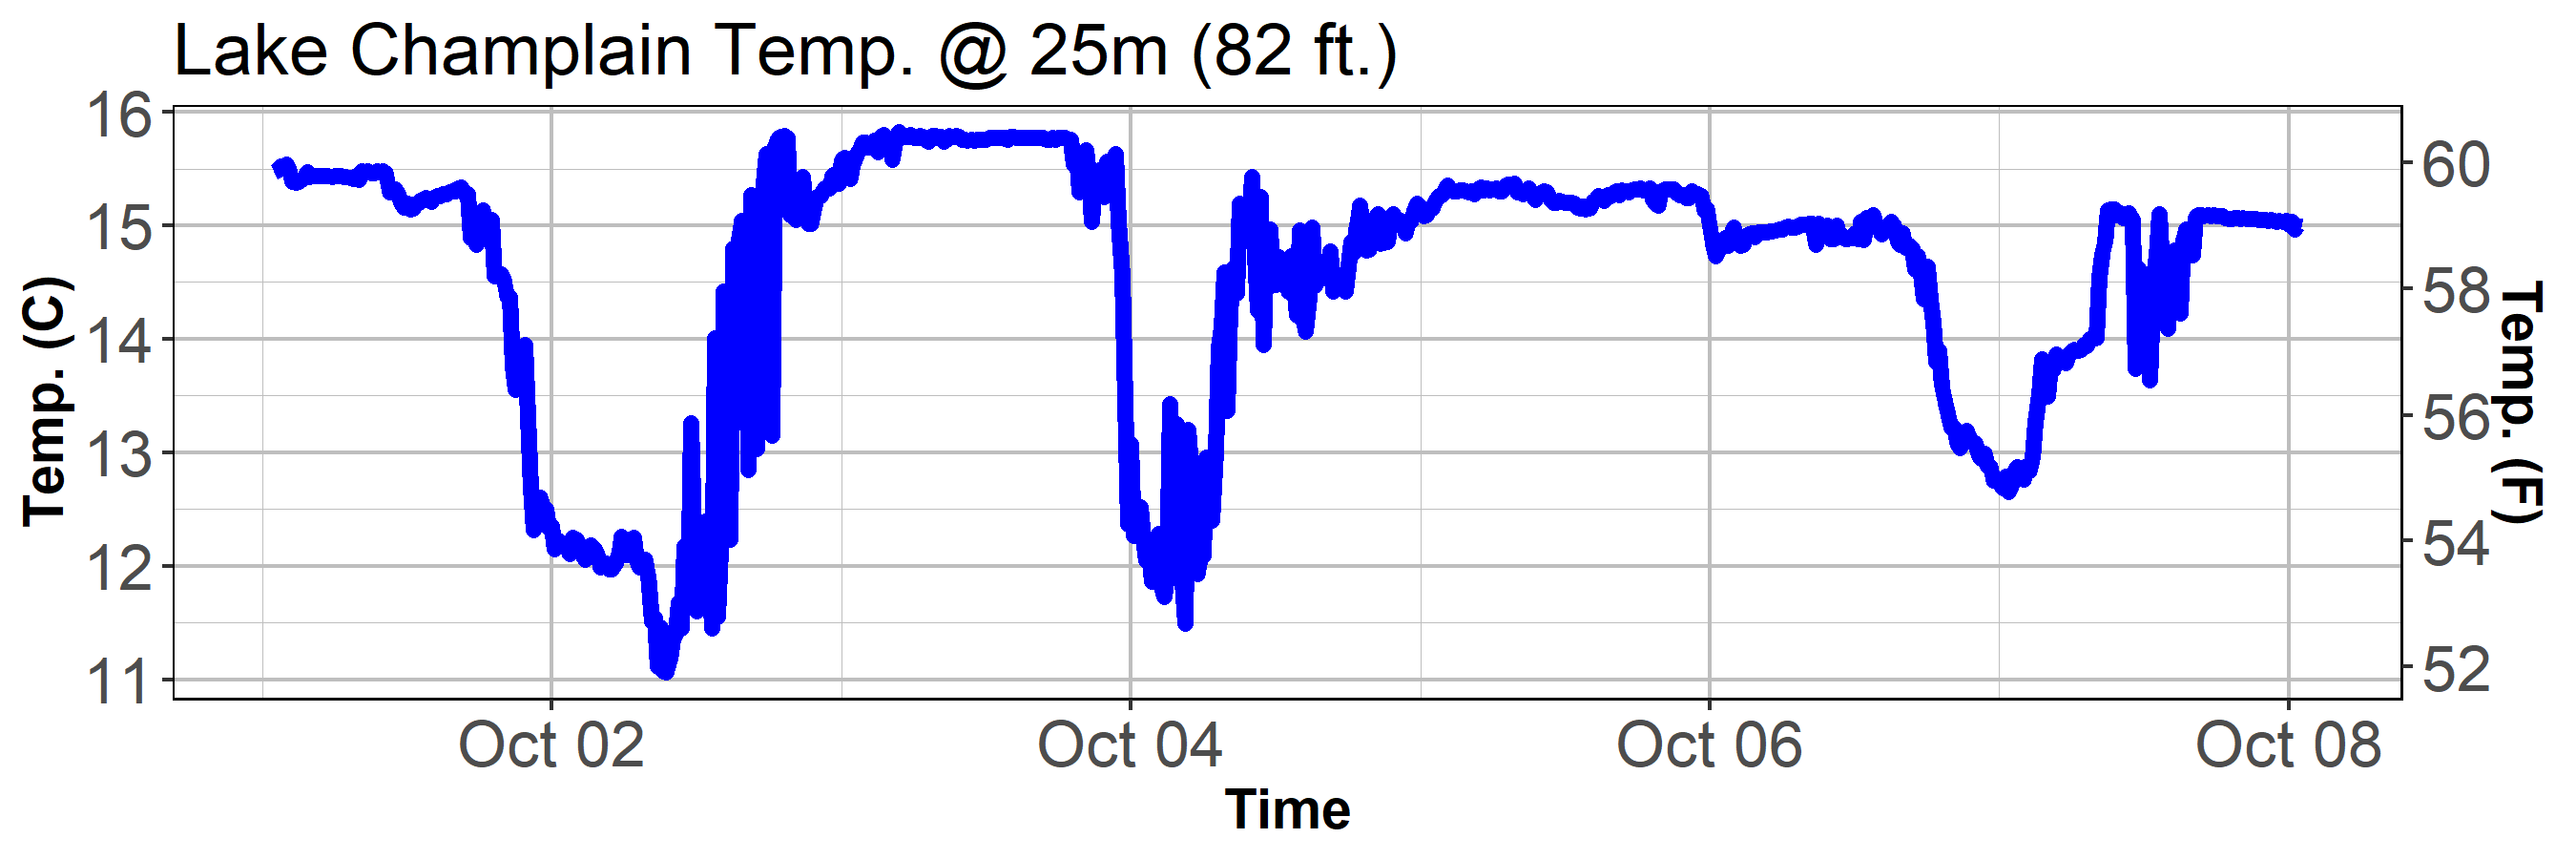 Lake Champlain Temp. @ 25m (82 ft.)
Temp. (C)
16
15
14
13
12
11
60
58
56
54
52
Temp. (F)
Oct 02 Oct 04 Oct 06 Oct 08
Time